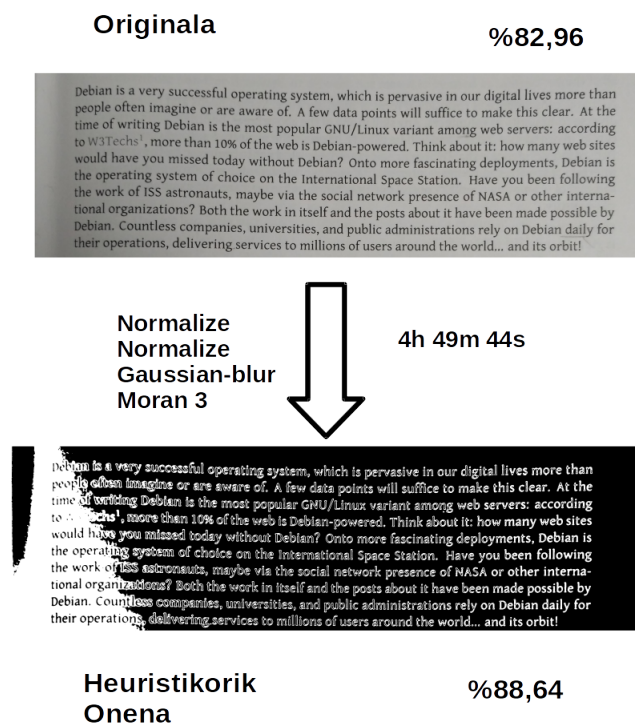 Originala
%82,96
Debian is a very successful operating system, which is pervasive in our digital lives more than
people often imagine or are aware of. A few data points will suffice to make this clear. At the
time of writing Debian is the most popular GNU/Linux variant among web servers: according
to W3Techs¹, more than 10% of the web is Debian-powered. Think about it: how many web sites
would have you missed today without Debian? Onto more fascinating deployments, Debian is
the operating system of choice on the International Space Station. Have you been following
the work of ISS astronauts, maybe via the social network presence of NASA or other interna-
tional organizations? Both the work in itself and the posts about it have been made possible by
Debian. Countless companies, universities, and public administrations rely on Debian daily for
their operations, delivering services to millions of users around the world... and its orbit!
Normalize
Normalize
Gaussian-blur
Moran 3
4h 49m 44s
Debian is a very successful operating system, which is pervasive in our digital lives more than
people often imagine or are aware of. A few data points will suffice to make this clear. At the
time of writing Debian is the most popular GNU/Linux variant among web servers: according
to chs¹, more than 10% of the web is Debian-powered. Think about it: how many web sites
would have you missed today without Debian? Onto more fascinating deployments, Debian is
the operating system of choice on the International Space Station. Have you been following
the work of ISS astronauts, maybe via the social network presence of NASA or other interna-
tional organizations? Both the work in itself and the posts about it have been made possible by
Debian. Countless companies, universities, and public administrations rely on Debian daily for
their operations, delivering services to millions of users around the world... and its orbit!
Heuristikorik
Onena
%88,64